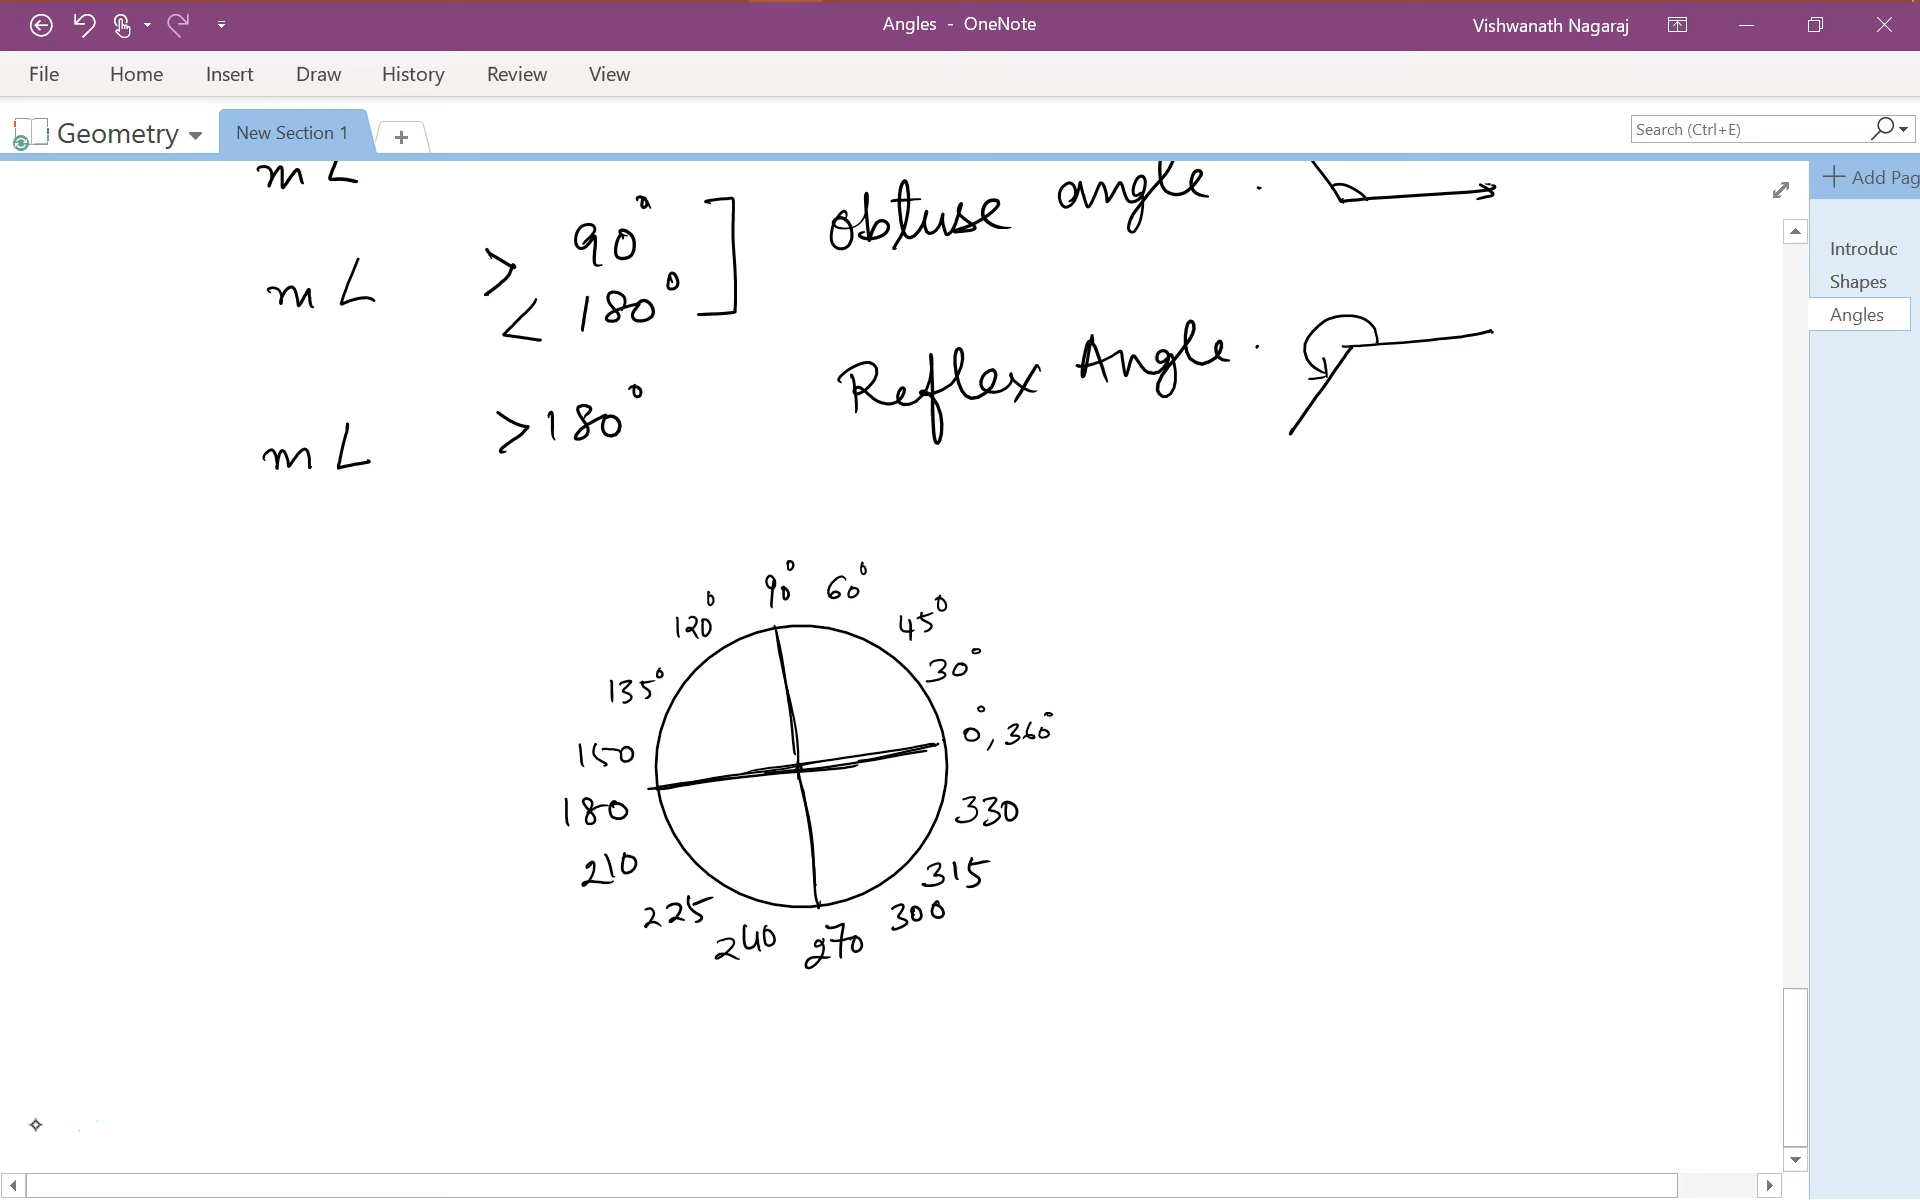 Angles - OneNote
Vishwanath Nagaraj
File Home Insert Draw History Review View
Geometry
New Section 1
+
Search (Ctrl+E)
Add Pag
Introduc
Shapes
Angles
m∠
m∠ > 90° < 180° ] obtuse angle.
m∠ >180° Reflex Angle.
90° 60°
120° 45°
135° 30°
150 0°, 360°
180 330
210 315
225 300
240 270